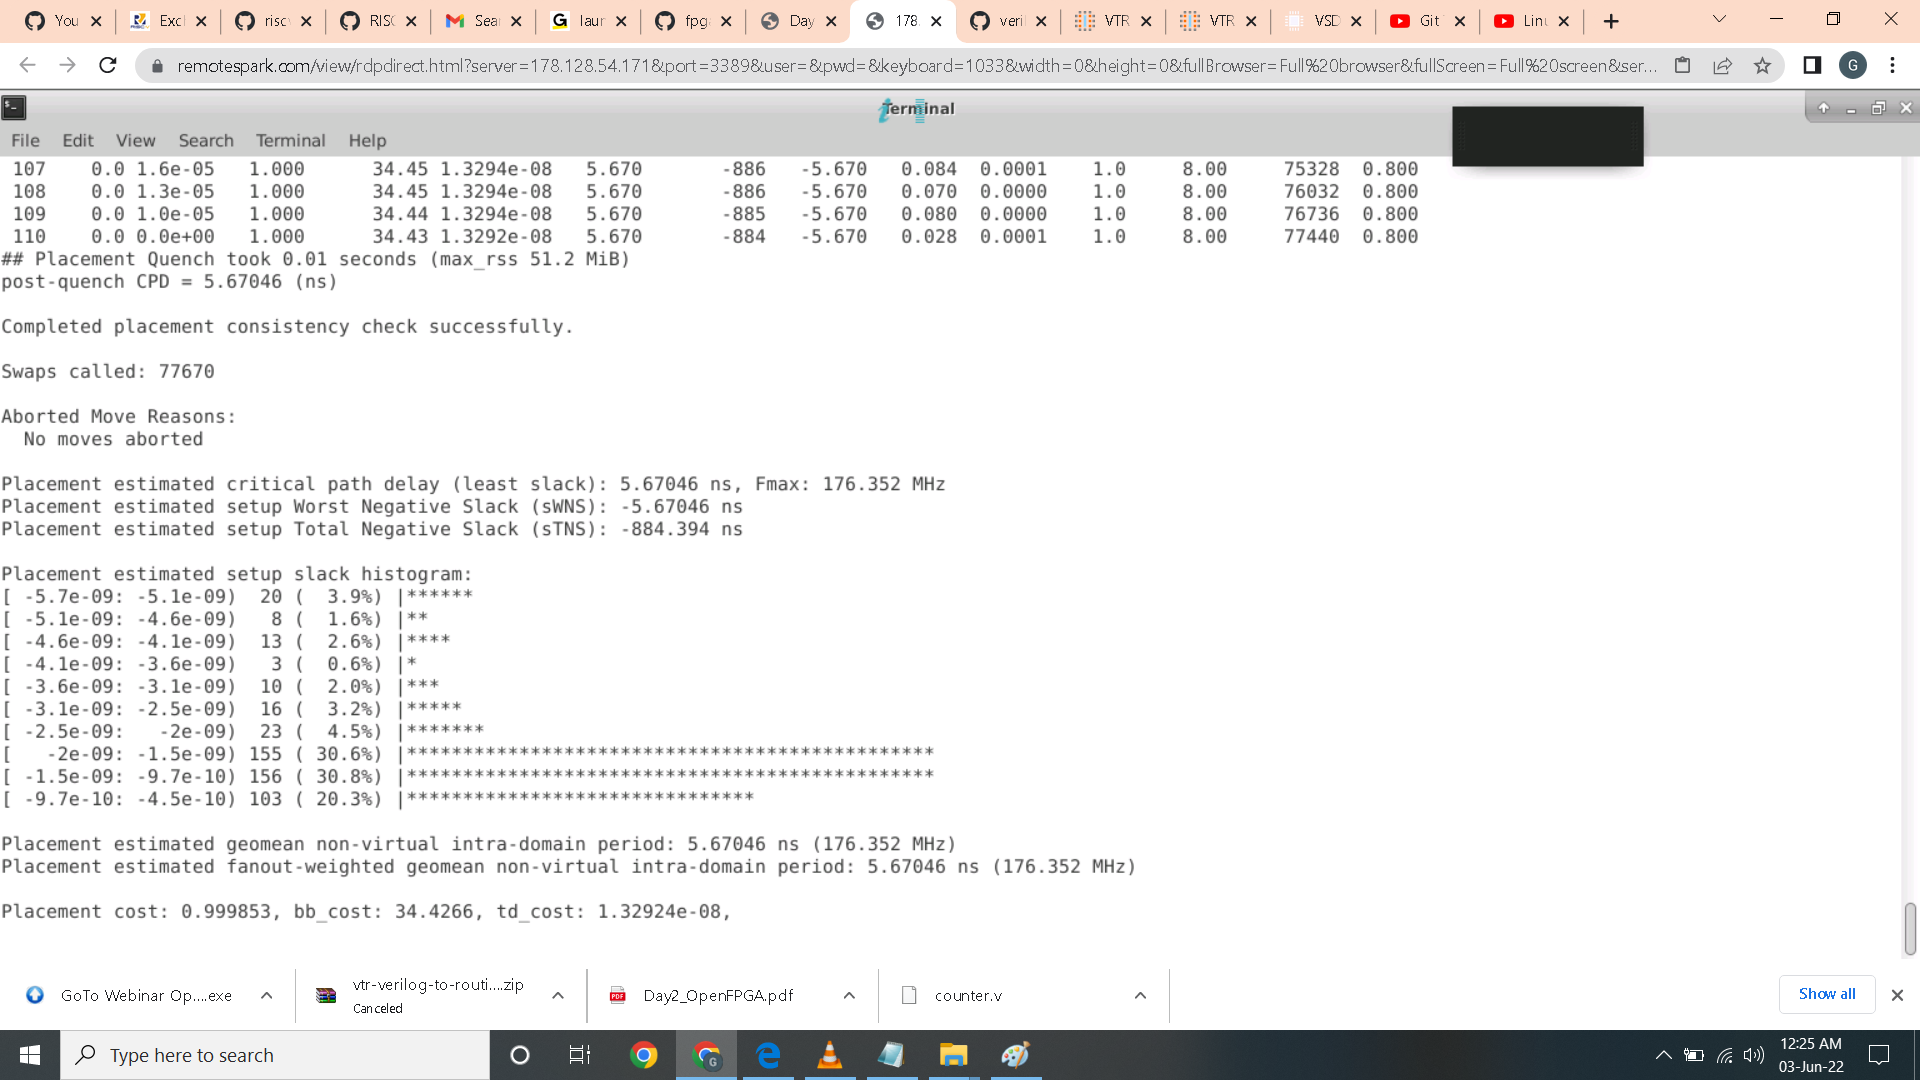 You
Excl
risc
RISC
Sear
laur
fpg
Day
178.
veril
VTR
VTR
VSD
Git
Linu
remotespark.com/view/rdpdirect.html?server=178.128.54.171&port=3389&user=&pwd=&keyboard=1033&width=0&height=0&fullBrowser=Full%20browser&fullScreen=Full%20screen&ser...
G
Terminal
File Edit View Search Terminal Help
107 0.0 1.6e-05 1.000 34.45 1.3294e-08 5.670 -886 -5.670 0.084 0.0001 1.0 8.00 75328 0.800
108 0.0 1.3e-05 1.000 34.45 1.3294e-08 5.670 -886 -5.670 0.070 0.0000 1.0 8.00 76032 0.800
109 0.0 1.0e-05 1.000 34.44 1.3294e-08 5.670 -885 -5.670 0.080 0.0000 1.0 8.00 76736 0.800
110 0.0 0.0e+00 1.000 34.43 1.3292e-08 5.670 -884 -5.670 0.028 0.0001 1.0 8.00 77440 0.800
## Placement Quench took 0.01 seconds (max_rss 51.2 MiB)
post-quench CPD = 5.67046 (ns)
Completed placement consistency check successfully.
Swaps called: 77670
Aborted Move Reasons:
No moves aborted
Placement estimated critical path delay (least slack): 5.67046 ns, Fmax: 176.352 MHz
Placement estimated setup Worst Negative Slack (sWNS): -5.67046 ns
Placement estimated setup Total Negative Slack (sTNS): -884.394 ns
Placement estimated setup slack histogram:
[ -5.7e-09: -5.1e-09) 20 ( 3.9%) |******
[ -5.1e-09: -4.6e-09) 8 ( 1.6%) |**
[ -4.6e-09: -4.1e-09) 13 ( 2.6%) |****
[ -4.1e-09: -3.6e-09) 3 ( 0.6%) |*
[ -3.6e-09: -3.1e-09) 10 ( 2.0%) |***
[ -3.1e-09: -2.5e-09) 16 ( 3.2%) |*****
[ -2.5e-09: -2e-09) 23 ( 4.5%) |*******
[ -2e-09: -1.5e-09) 155 ( 30.6%) |***********************************************
[ -1.5e-09: -9.7e-10) 156 ( 30.8%) |***********************************************
[ -9.7e-10: -4.5e-10) 103 ( 20.3%) |*******************************
Placement estimated geomean non-virtual intra-domain period: 5.67046 ns (176.352 MHz)
Placement estimated fanout-weighted geomean non-virtual intra-domain period: 5.67046 ns (176.352 MHz)
Placement cost: 0.999853, bb_cost: 34.4266, td_cost: 1.32924e-08,
GoTo Webinar Op....exe
vtr-verilog-to-routi....zip
Canceled
Day2_OpenFPGA.pdf
counter.v
Show all
Type here to search
12:25 AM
03-Jun-22